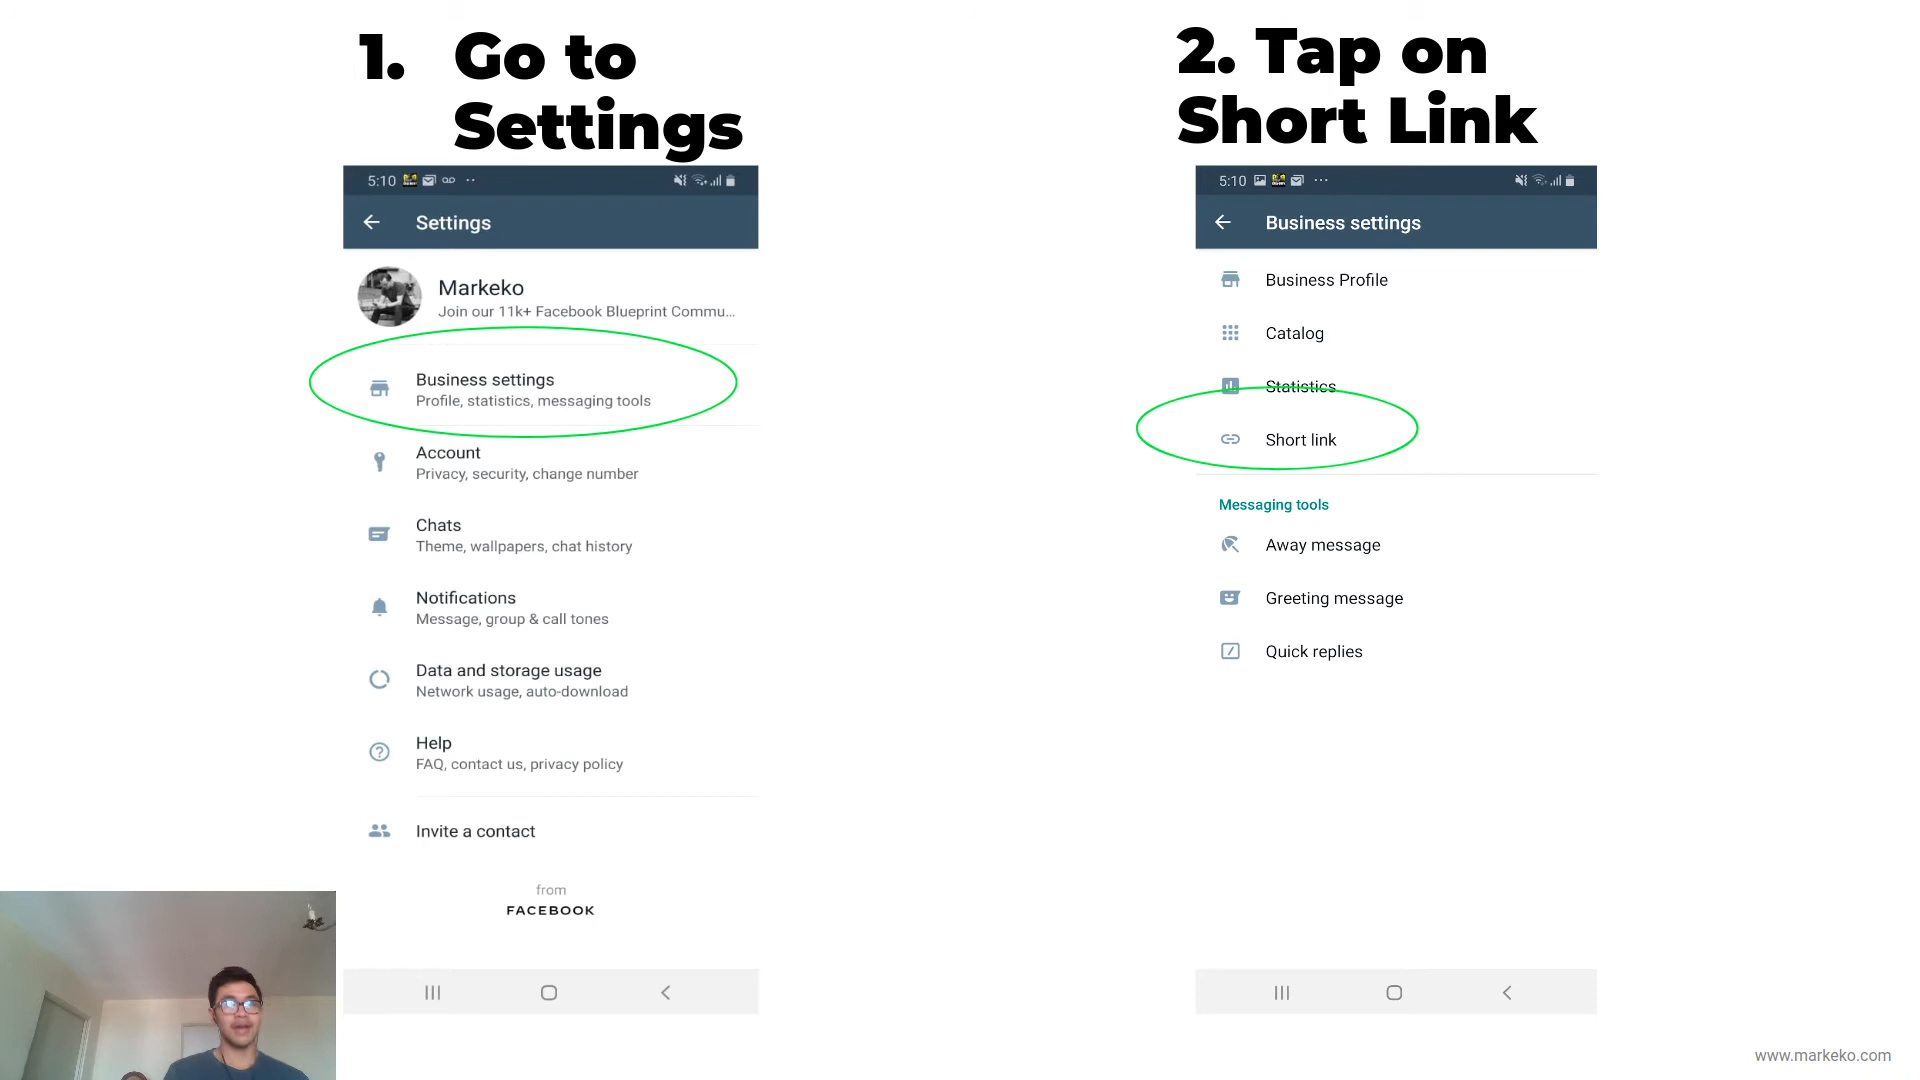 1. Go to
Settings
5:10
Settings
Markeko
Join our 11k+ Facebook Blueprint Commu...
Business settings
Profile, statistics, messaging tools
Account
Privacy, security, change number
Chats
Theme, wallpapers, chat history
Notifications
Message, group & call tones
Data and storage usage
Network usage, auto-download
Help
FAQ, contact us, privacy policy
Invite a contact
from
FACEBOOK
2. Tap on
Short Link
5:10
Business settings
Business Profile
Catalog
Statistics
Short link
Messaging tools
Away message
Greeting message
Quick replies
www.markeko.com